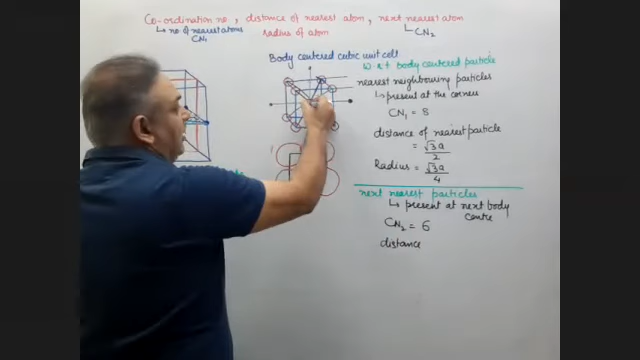 Co-ordination no, distance of nearest atom, next nearest atom
↳ no of nearest atoms radius of atom ↳ CN2
CN1
Body centered cubic unit cell
w.r.t body centered particle
nearest neighbouring particles
↳ present at the corners
CN1 = 8
distance of nearest particle
= √3a/2
Radius = √3a/4
next nearest particles
↳ present at next body centre
CN2 = 6
distance